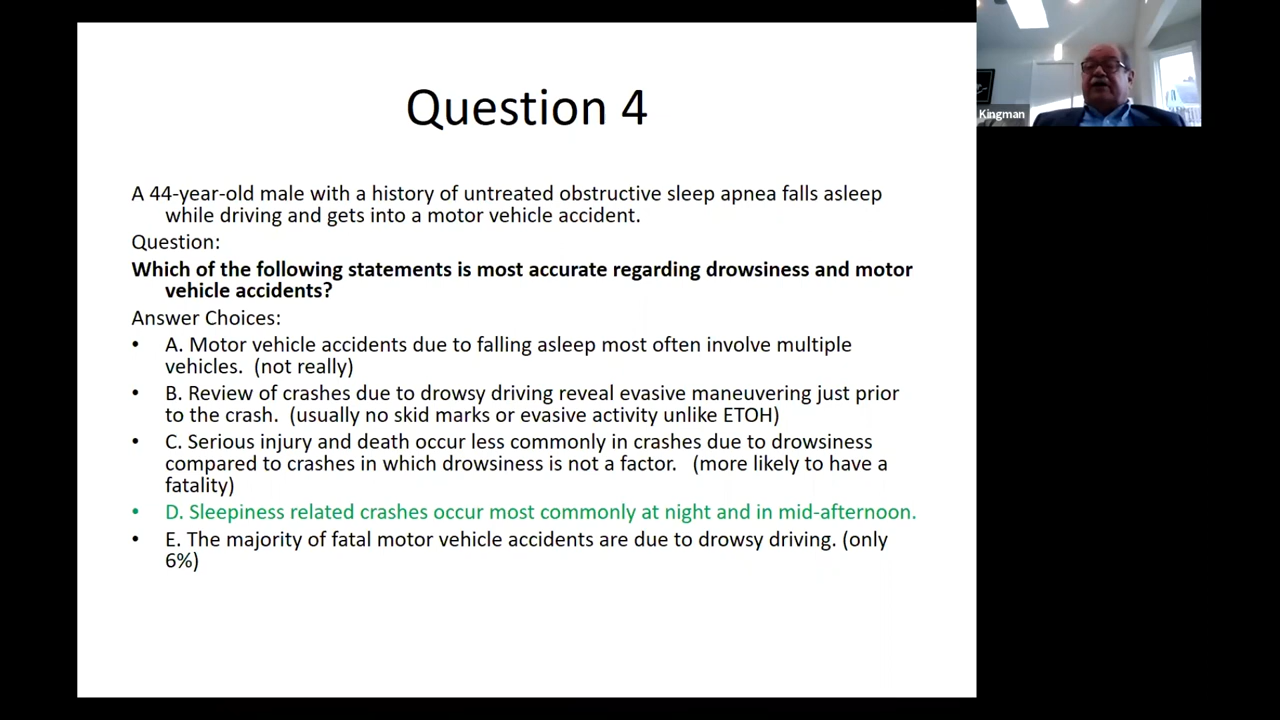 Question 4
Kingman
A 44-year-old male with a history of untreated obstructive sleep apnea falls asleep
while driving and gets into a motor vehicle accident.
Question:
Which of the following statements is most accurate regarding drowsiness and motor
vehicle accidents?
Answer Choices:
• A. Motor vehicle accidents due to falling asleep most often involve multiple
vehicles. (not really)
• B. Review of crashes due to drowsy driving reveal evasive maneuvering just prior
to the crash. (usually no skid marks or evasive activity unlike ETOH)
• C. Serious injury and death occur less commonly in crashes due to drowsiness
compared to crashes in which drowsiness is not a factor. (more likely to have a
fatality)
• D. Sleepiness related crashes occur most commonly at night and in mid-afternoon.
• E. The majority of fatal motor vehicle accidents are due to drowsy driving. (only
6%)